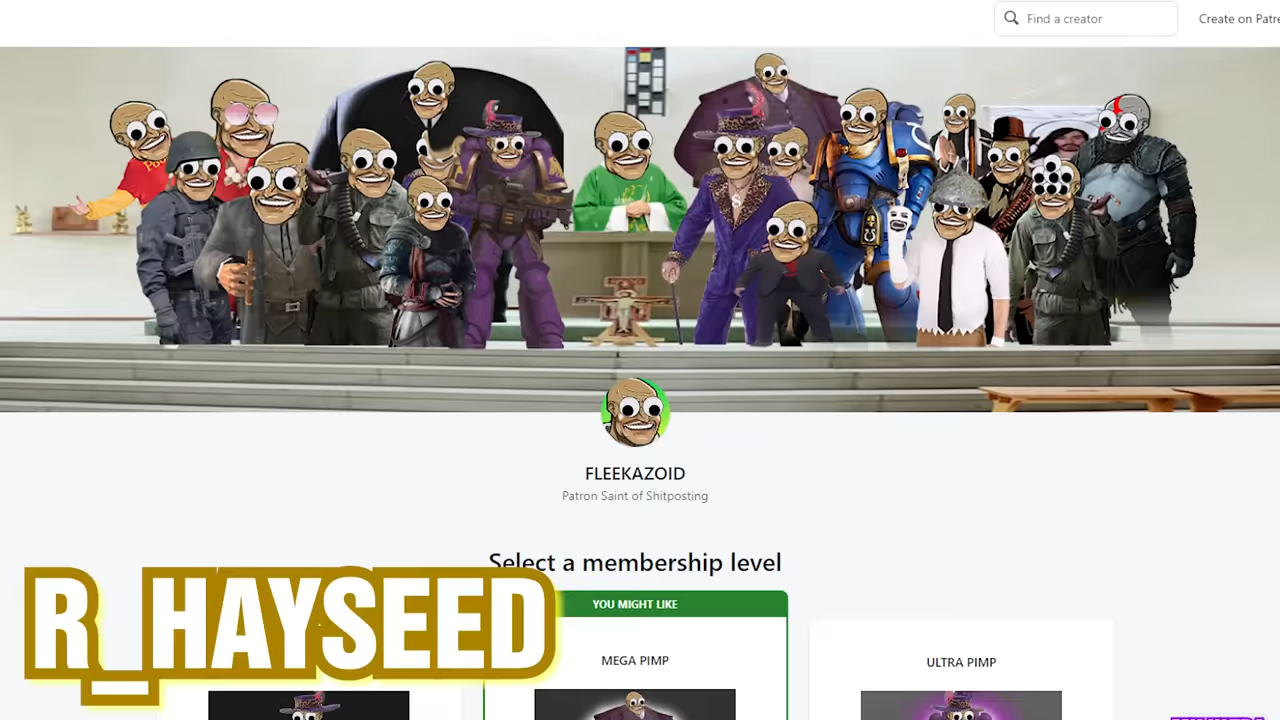 Find a creator
Create on Patre
FLEEKAZOID
Patron Saint of Shitposting
Select a membership level
YOU MIGHT LIKE
R_HAYSEED
MEGA PIMP
ULTRA PIMP